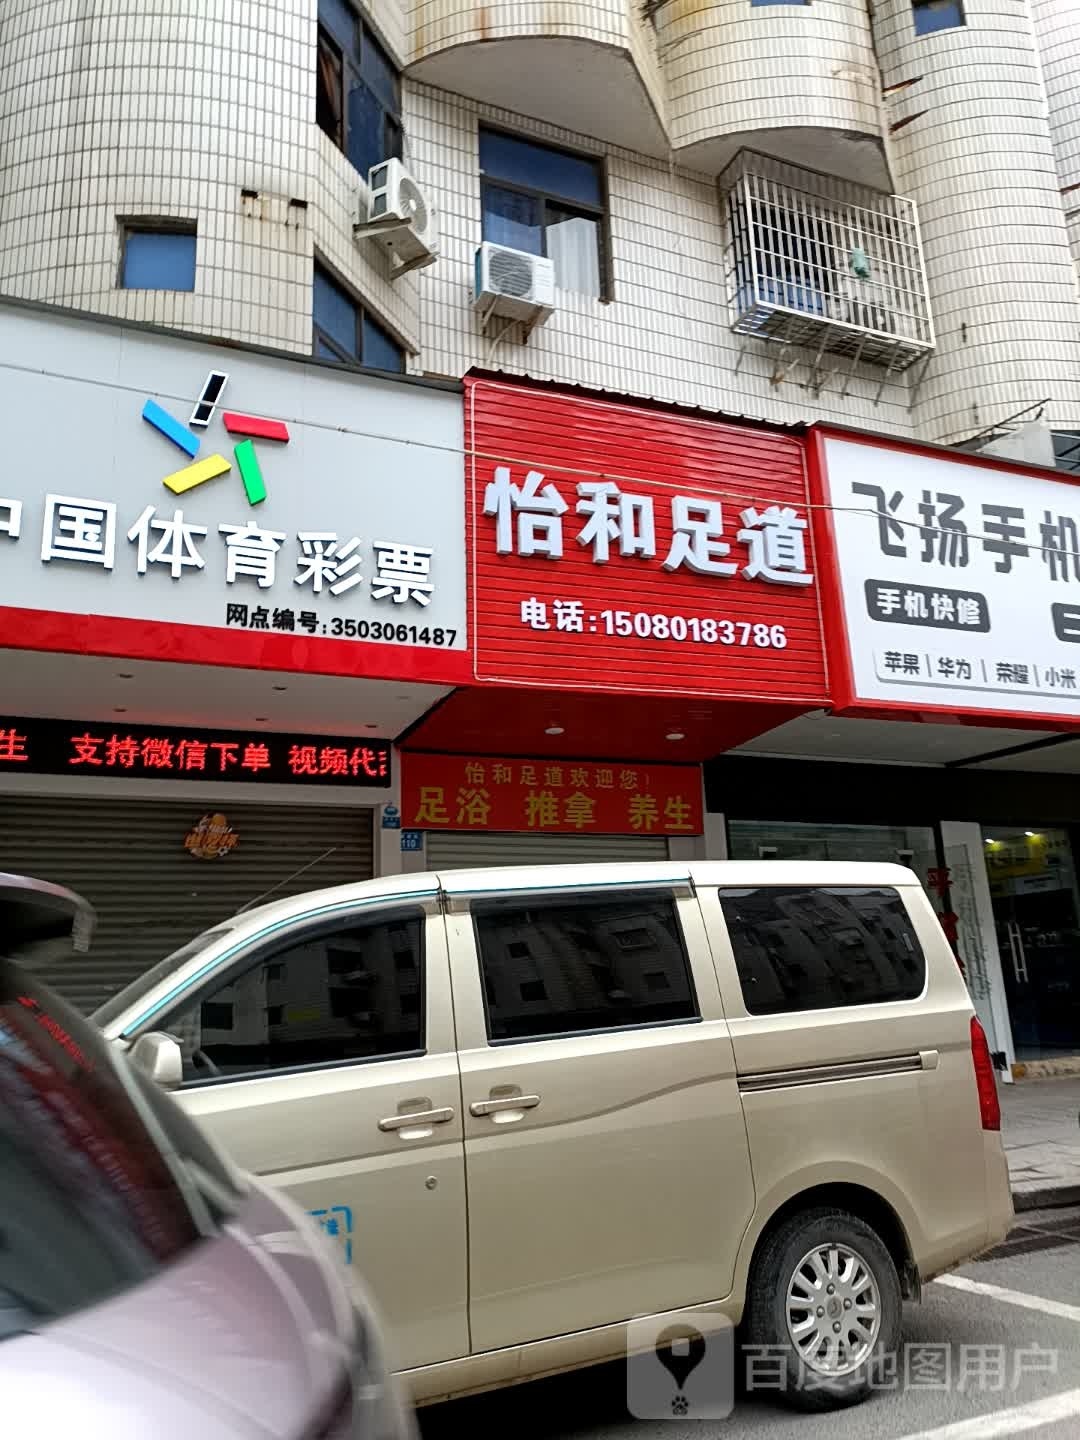 中国体育彩票
网点编号:3503061487
生 支持微信下单 视频代
怡和足道
电话:15080183786
怡和足道欢迎您!
足浴 推拿 养生
110
飞扬手机
手机快修
苹果|华为|荣耀|小米
百度地图用户